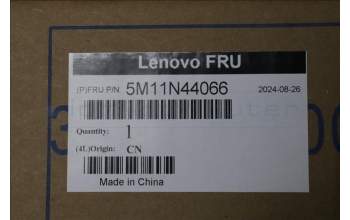 Lenovo FRU
(P)FRU P/N: 5M11N44066 2024-08-26
Quantity: 1
(4L)Origin: CN
Made in China